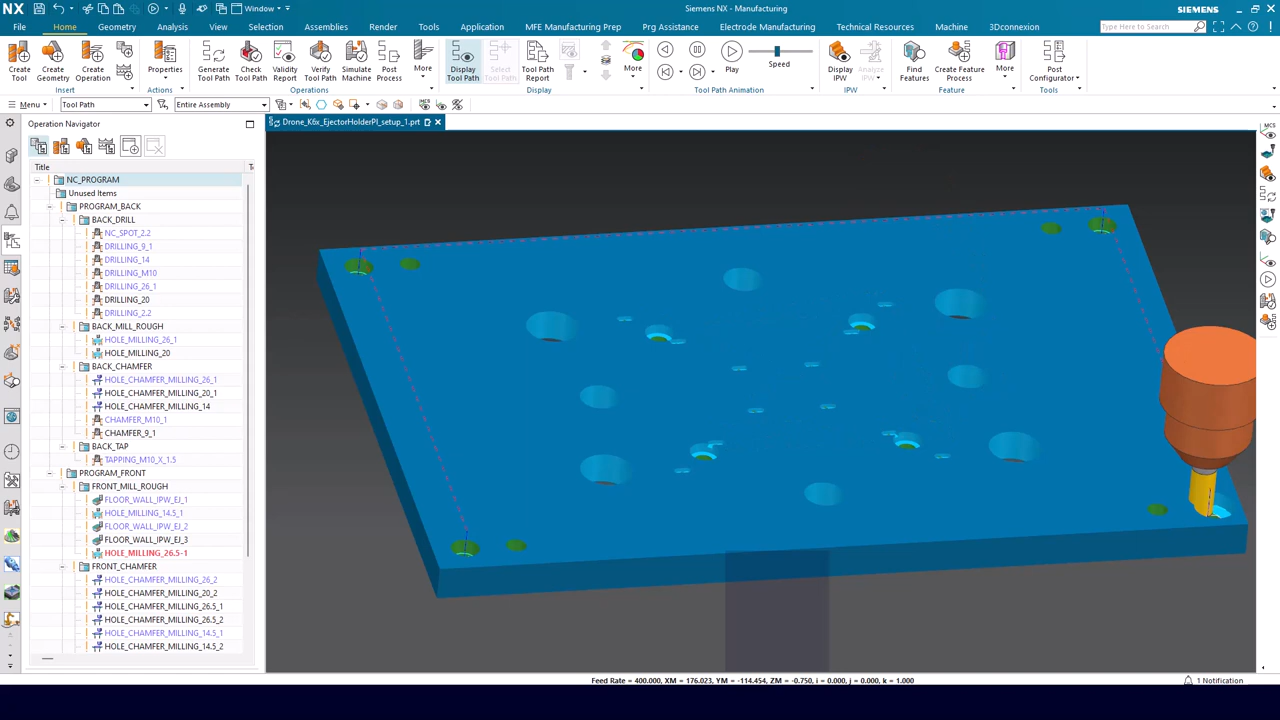 NX
Window
Siemens NX - Manufacturing
SIEMENS
File Home Geometry Analysis View Selection Assemblies Render Tools Application MFE Manufacturing Prep Prg Assistance Electrode Manufacturing Technical Resources Machine 3Dconnexion
Type Here to Search
Create Tool
Create Geometry
Create Operation
Properties
Generate Tool Path
Check Tool Path
Validity Report
Verify Tool Path
Simulate Machine
Post Process
More
Display Tool Path
Select Tool Path
Tool Path Report
More
Play
Speed
Display IPW
Analyze IPW
Find Features
Create Feature Process
More
Post Configurator
Insert
Actions
Operations
Display
Tool Path Animation
IPW
Feature
Tools
Menu
Tool Path
Entire Assembly
MCS
Operation Navigator
Drone_K6x_EjectorHolderPl_setup_1.prt
MCS
Title
NC_PROGRAM
Unused Items
PROGRAM_BACK
BACK_DRILL
NC_SPOT_2.2
DRILLING_9_1
DRILLING_14
DRILLING_M10
DRILLING_26_1
DRILLING_20
DRILLING_2.2
BACK_MILL_ROUGH
HOLE_MILLING_26_1
HOLE_MILLING_20
BACK_CHAMFER
HOLE_CHAMFER_MILLING_26_1
HOLE_CHAMFER_MILLING_20_1
HOLE_CHAMFER_MILLING_14
CHAMFER_M10_1
CHAMFER_9_1
BACK_TAP
TAPPING_M10_X_1.5
PROGRAM_FRONT
FRONT_MILL_ROUGH
FLOOR_WALL_IPW_EJ_1
HOLE_MILLING_14.5_1
FLOOR_WALL_IPW_EJ_2
FLOOR_WALL_IPW_EJ_3
HOLE_MILLING_26.5-1
FRONT_CHAMFER
HOLE_CHAMFER_MILLING_26_2
HOLE_CHAMFER_MILLING_20_2
HOLE_CHAMFER_MILLING_26.5_1
HOLE_CHAMFER_MILLING_26.5_2
HOLE_CHAMFER_MILLING_14.5_1
HOLE_CHAMFER_MILLING_14.5_2
Feed Rate = 400.000, XM = 176.023, YM = -114.454, ZM = -0.750, i = 0.000, j = 0.000, k = 1.000
1 Notification